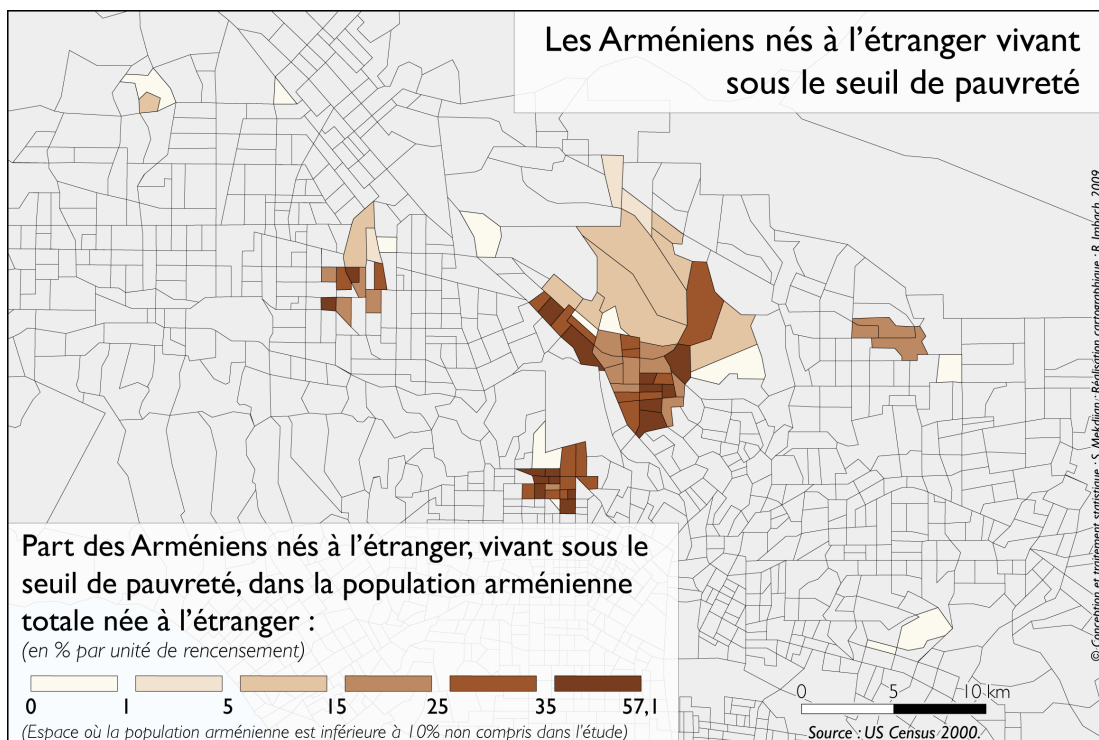 Les Arméniens nés à l'étranger vivant
sous le seuil de pauvreté
© Conception et traitement statistique : S. Mekdjian ; Réalisation cartographique : R. Imbach 2009
Part des Arméniens nés à l'étranger, vivant sous le
seuil de pauvreté, dans la population arménienne
totale née à l'étranger :
(en % par unité de rencensement)
0 1 5 15 25 35 57,1
(Espace où la population arménienne est inférieure à 10% non compris dans l'étude)
0 5 10 km
Source : US Census 2000.